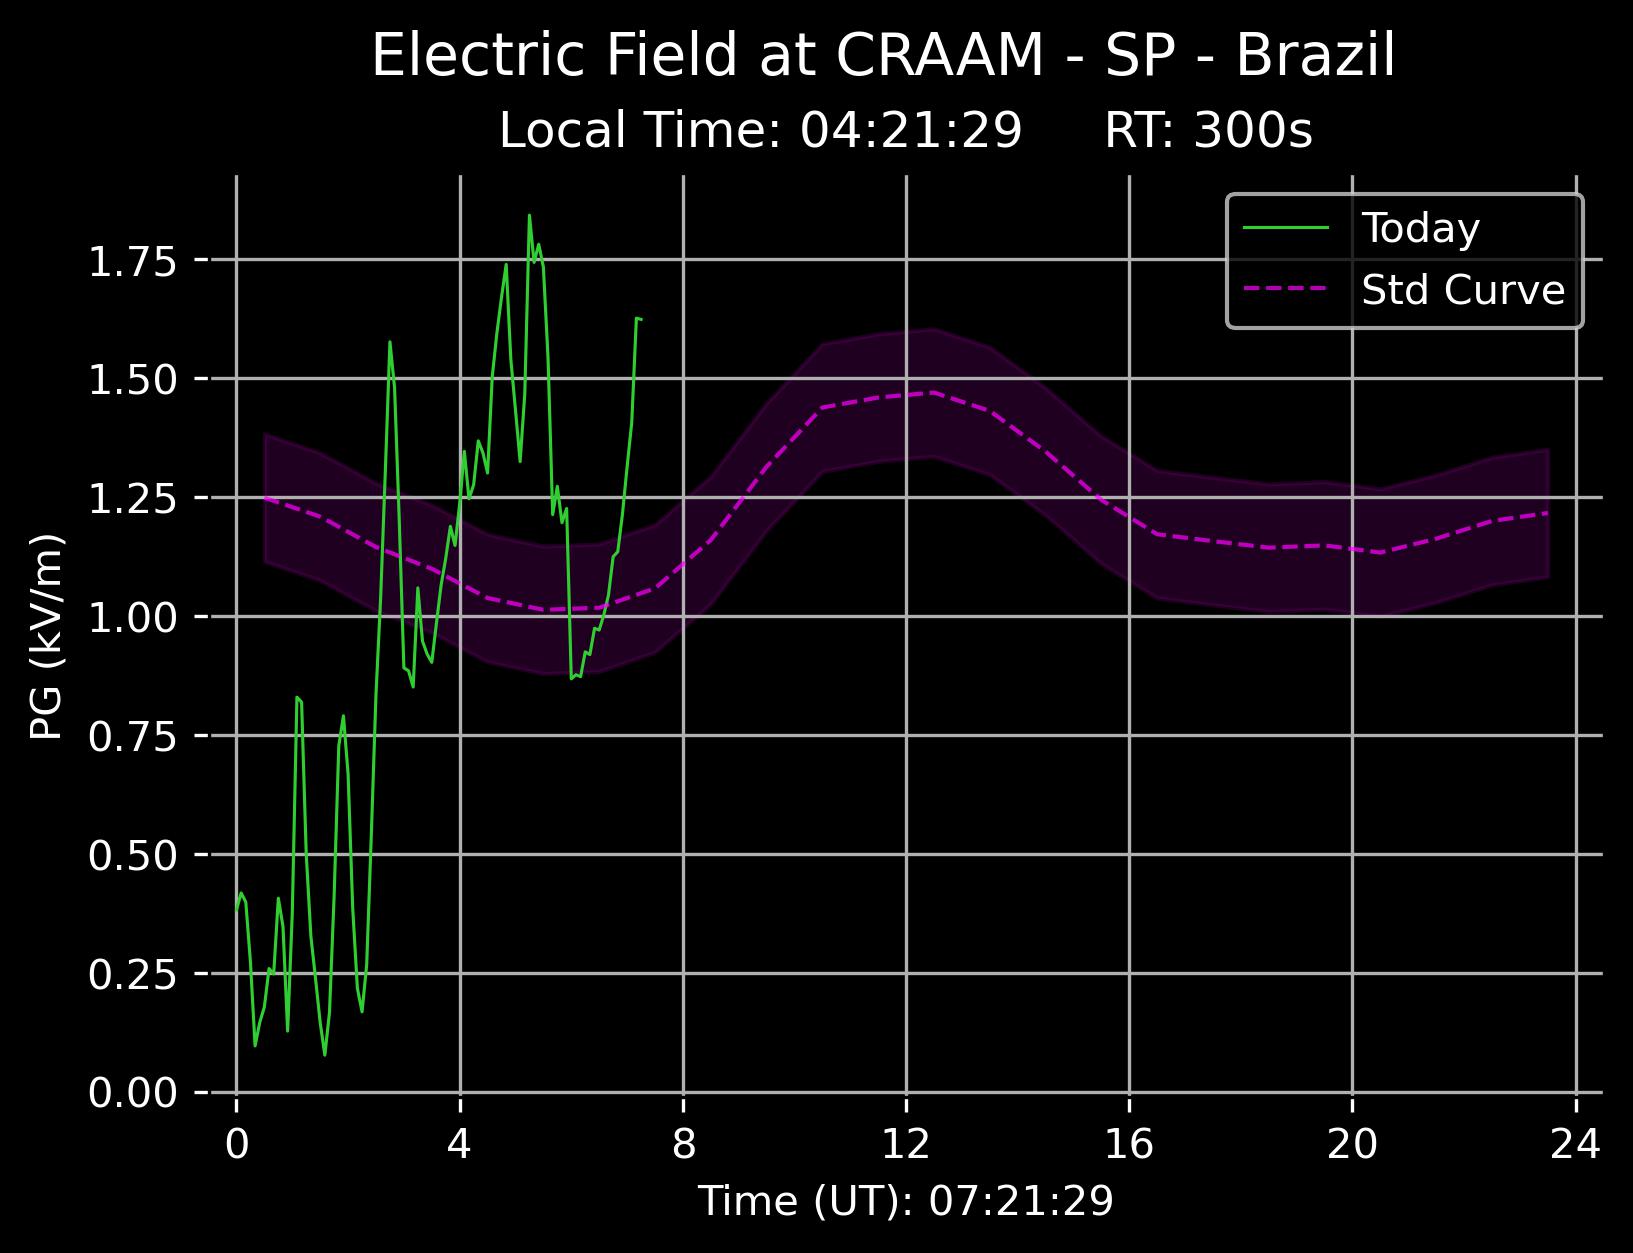 Electric Field at CRAAM - SP - Brazil
Local Time: 04:21:29 RT: 300s
Today
Std Curve
PG (kV/m)
1.75
1.50
1.25
1.00
0.75
0.50
0.25
0.00
0 4 8 12 16 20 24
Time (UT): 07:21:29